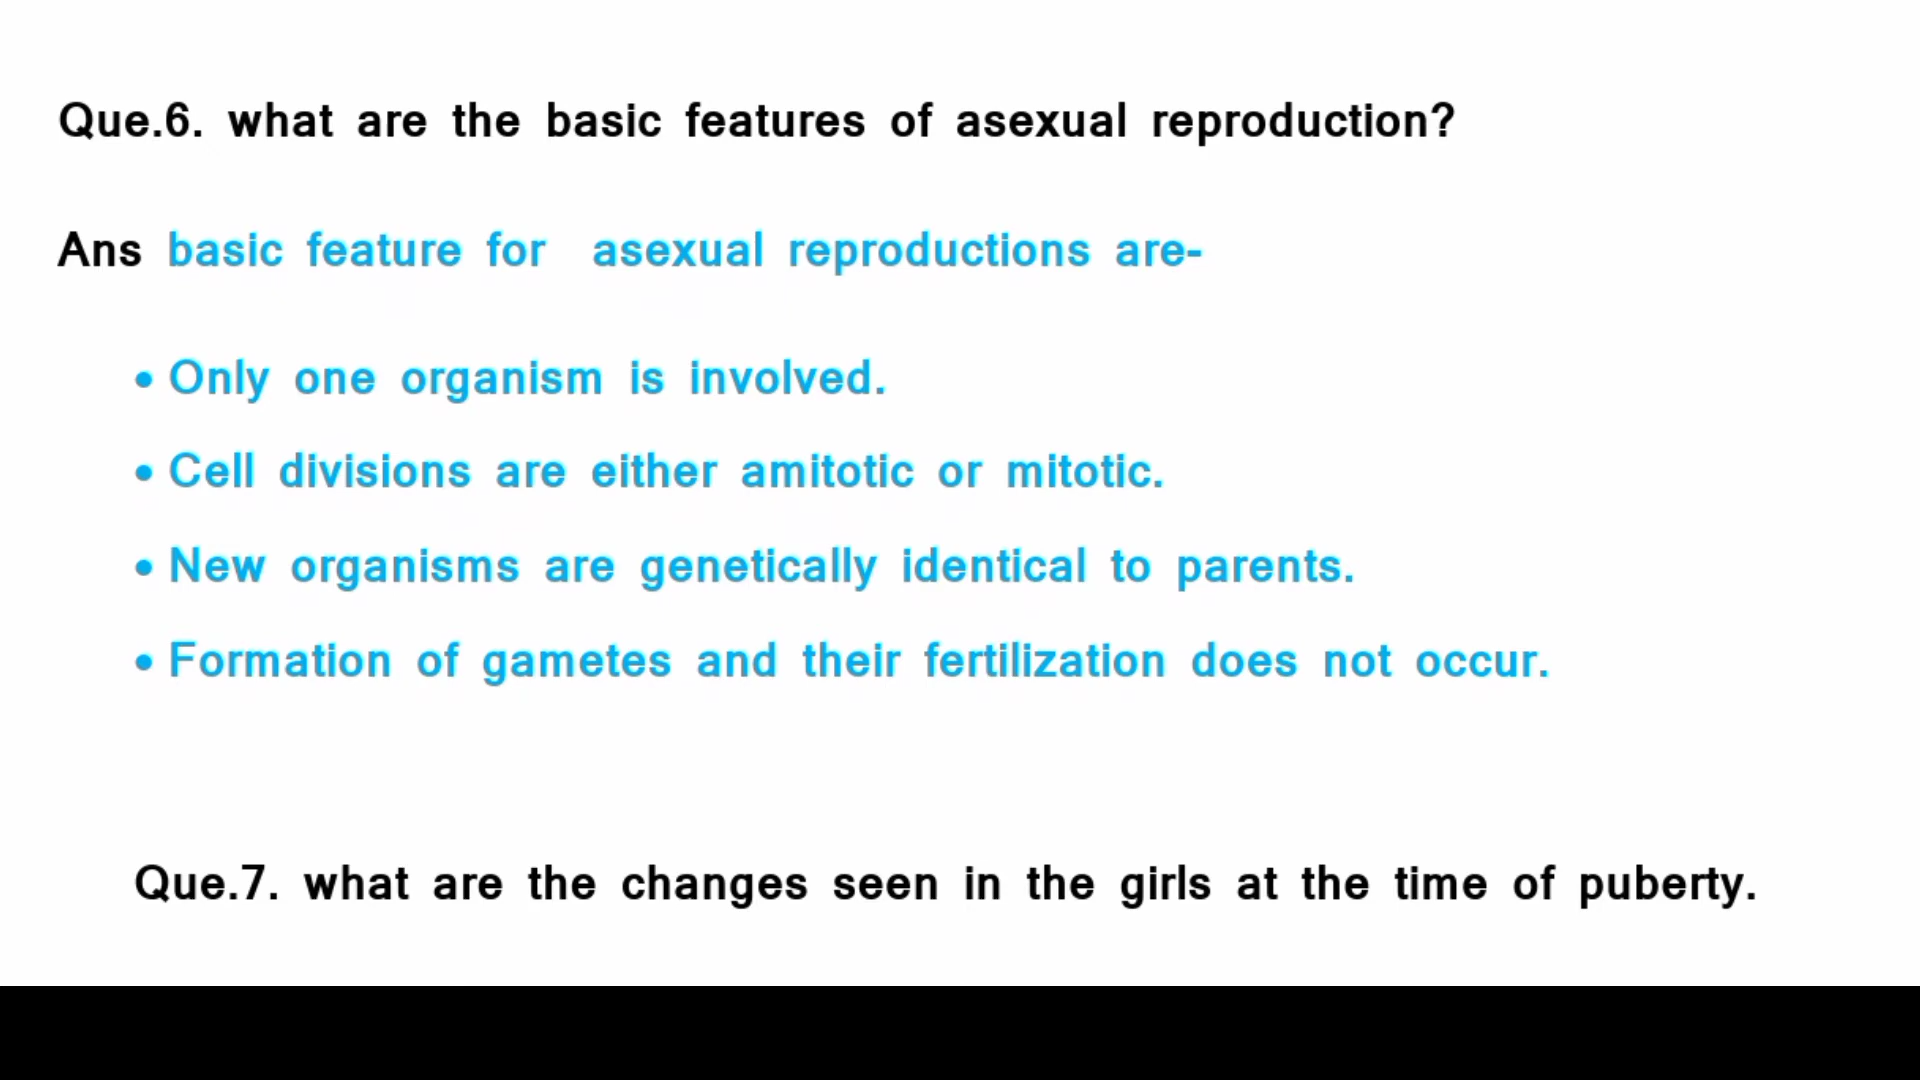 Que.6. what are the basic features of asexual reproduction?
Ans basic feature for asexual reproductions are-
• Only one organism is involved.
• Cell divisions are either amitotic or mitotic.
• New organisms are genetically identical to parents.
• Formation of gametes and their fertilization does not occur.
Que.7. what are the changes seen in the girls at the time of puberty.